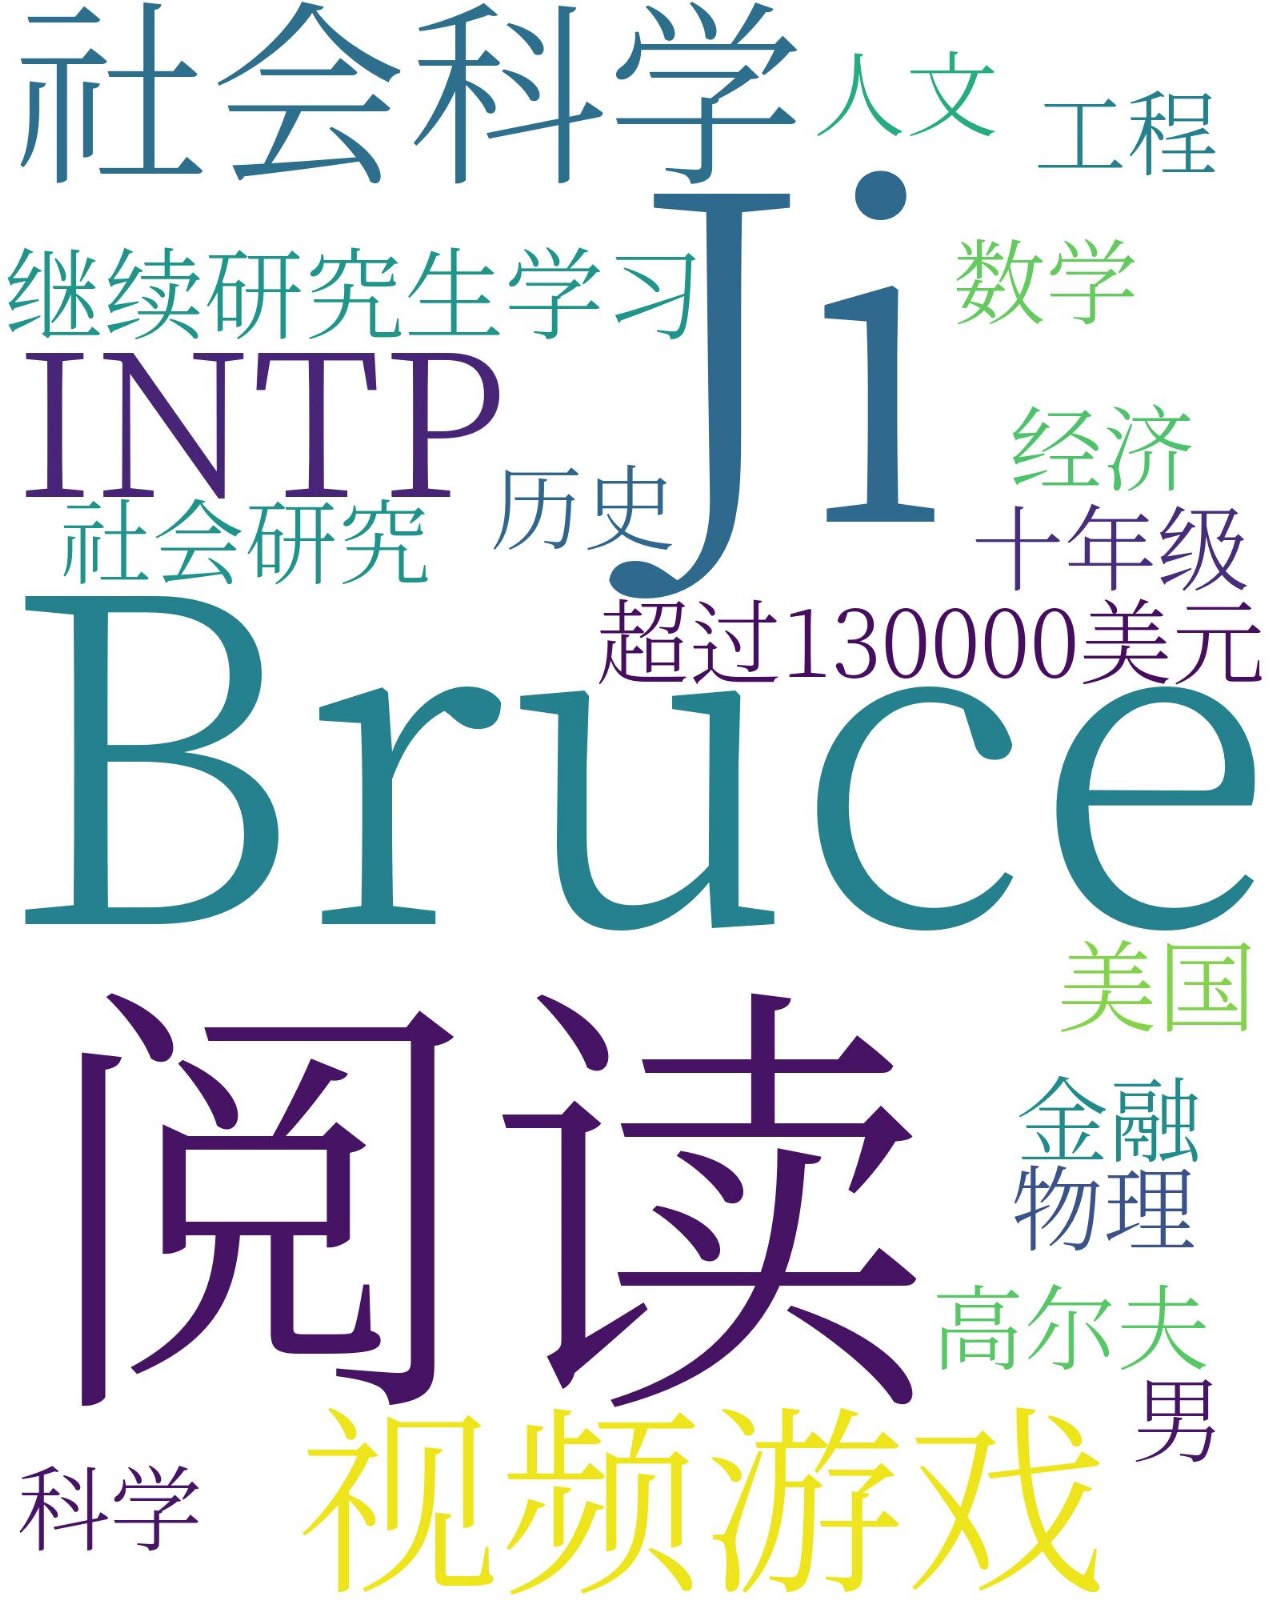 社会科学
人文
工程
Ji
继续研究生学习
数学
INTP
经济
历史
社会研究
十年级
超过130000美元
Bruce
美国
阅读
金融
物理
高尔夫
男
视频游戏
科学